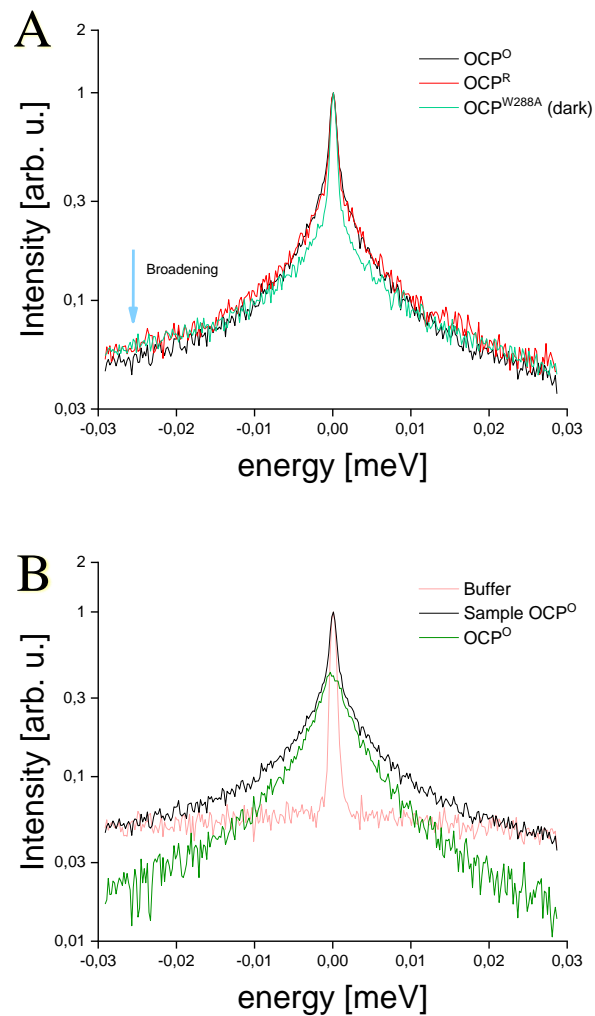 A
Intensity [arb. u.]
2
1
0,3
0,1
0,03
OCP^O
OCP^R
OCP^W288A (dark)
Broadening
-0,03 -0,02 -0,01 0,00 0,01 0,02 0,03
energy [meV]
B
Intensity [arb. u.]
2
1
0,3
0,1
0,03
0,01
Buffer
Sample OCP^O
OCP^O
-0,03 -0,02 -0,01 0,00 0,01 0,02 0,03
energy [meV]